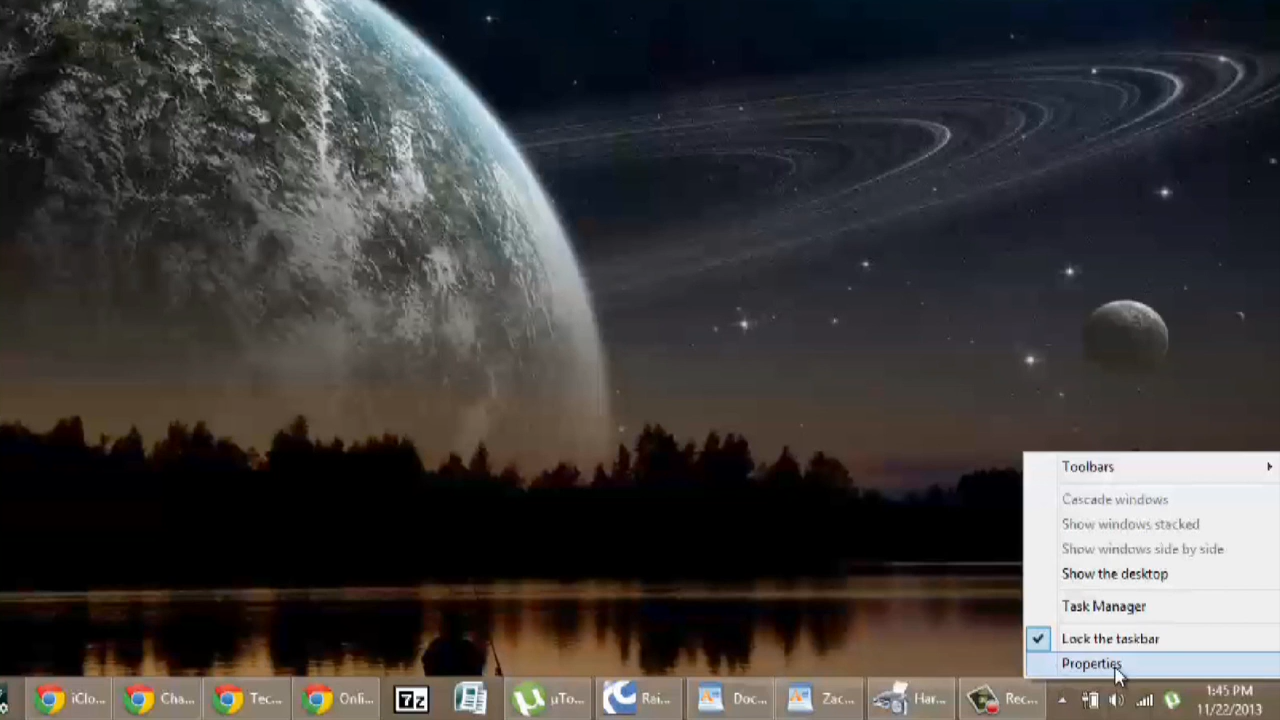 Toolbars
Cascade windows
Show windows stacked
Show windows side by side
Show the desktop
Task Manager
Lock the taskbar
Properties
iClo... Cha... Tec... Onli... 7z µTo... Rai... Doc... Zac... Har... Rec... 1:45 PM
11/22/2013